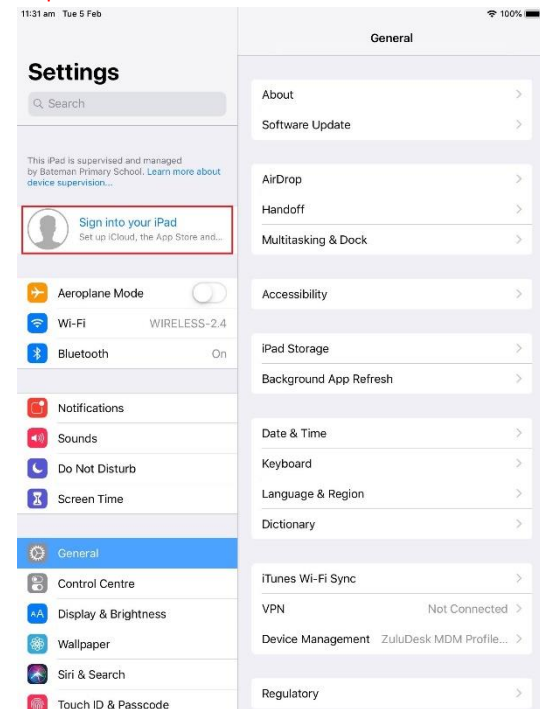 11:31 am Tue 5 Feb
100%
Settings
Search
This iPad is supervised and managed
by Bateman Primary School. Learn more about
device supervision...
Sign into your iPad
Set up iCloud, the App Store and...
Aeroplane Mode
Wi-Fi WIRELESS-2.4
Bluetooth On
Notifications
Sounds
Do Not Disturb
Screen Time
General
Control Centre
AA Display & Brightness
Wallpaper
Siri & Search
Touch ID & Passcode
General
About
Software Update
AirDrop
Handoff
Multitasking & Dock
Accessibility
iPad Storage
Background App Refresh
Date & Time
Keyboard
Language & Region
Dictionary
iTunes Wi-Fi Sync
VPN Not Connected
Device Management ZuluDesk MDM Profile...
Regulatory